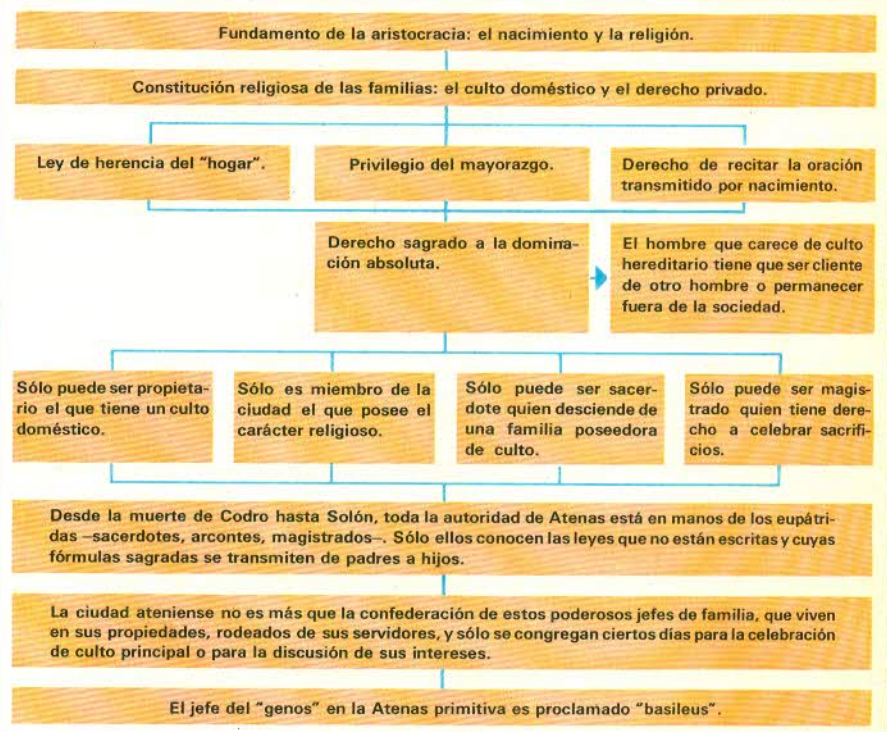 Fundamento de la aristocracia: el nacimiento y la religión.
Constitución religiosa de las familias: el culto doméstico y el derecho privado.
Ley de herencia del "hogar".
Privilegio del mayorazgo.
Derecho de recitar la oración
transmitido por nacimiento.
Derecho sagrado a la domina-
ción absoluta.
El hombre que carece de culto
hereditario tiene que ser cliente
de otro hombre o permanecer
fuera de la sociedad.
Sólo puede ser propieta-
rio el que tiene un culto
doméstico.
Sólo es miembro de la
ciudad el que posee el
carácter religioso.
Sólo puede ser sacer-
dote quien desciende de
una familia poseedora
de culto.
Sólo puede ser magis-
trado quien tiene dere-
cho a celebrar sacrifi-
cios.
Desde la muerte de Codro hasta Solón, toda la autoridad de Atenas está en manos de los eupátri-
das –sacerdotes, arcontes, magistrados–. Sólo ellos conocen las leyes que no están escritas y cuyas
fórmulas sagradas se transmiten de padres a hijos.
La ciudad ateniense no es más que la confederación de estos poderosos jefes de familia, que viven
en sus propiedades, rodeados de sus servidores, y sólo se congregan ciertos días para la celebración
de culto principal o para la discusión de sus intereses.
El jefe del "genos" en la Atenas primitiva es proclamado "basileus".